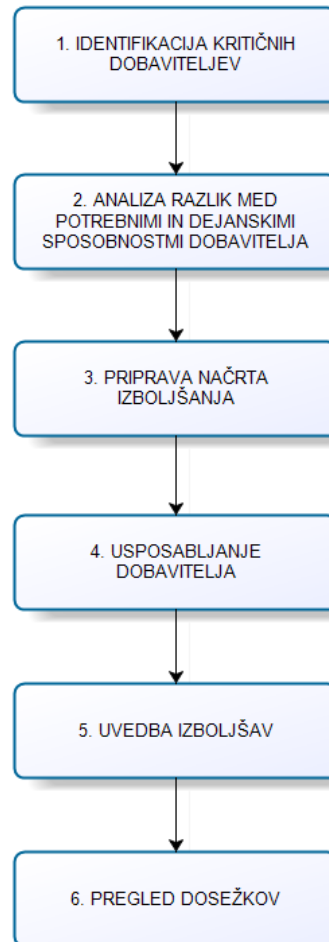 1. IDENTIFIKACIJA KRITIČNIH
DOBAVITELJEV
2. ANALIZA RAZLIK MED
POTREBNIMI IN DEJANSKIMI
SPOSOBNOSTMI DOBAVITELJA
3. PRIPRAVA NAČRTA
IZBOLJŠANJA
4. USPOSABLJANJE
DOBAVITELJA
5. UVEDBA IZBOLJŠAV
6. PREGLED DOSEŽKOV